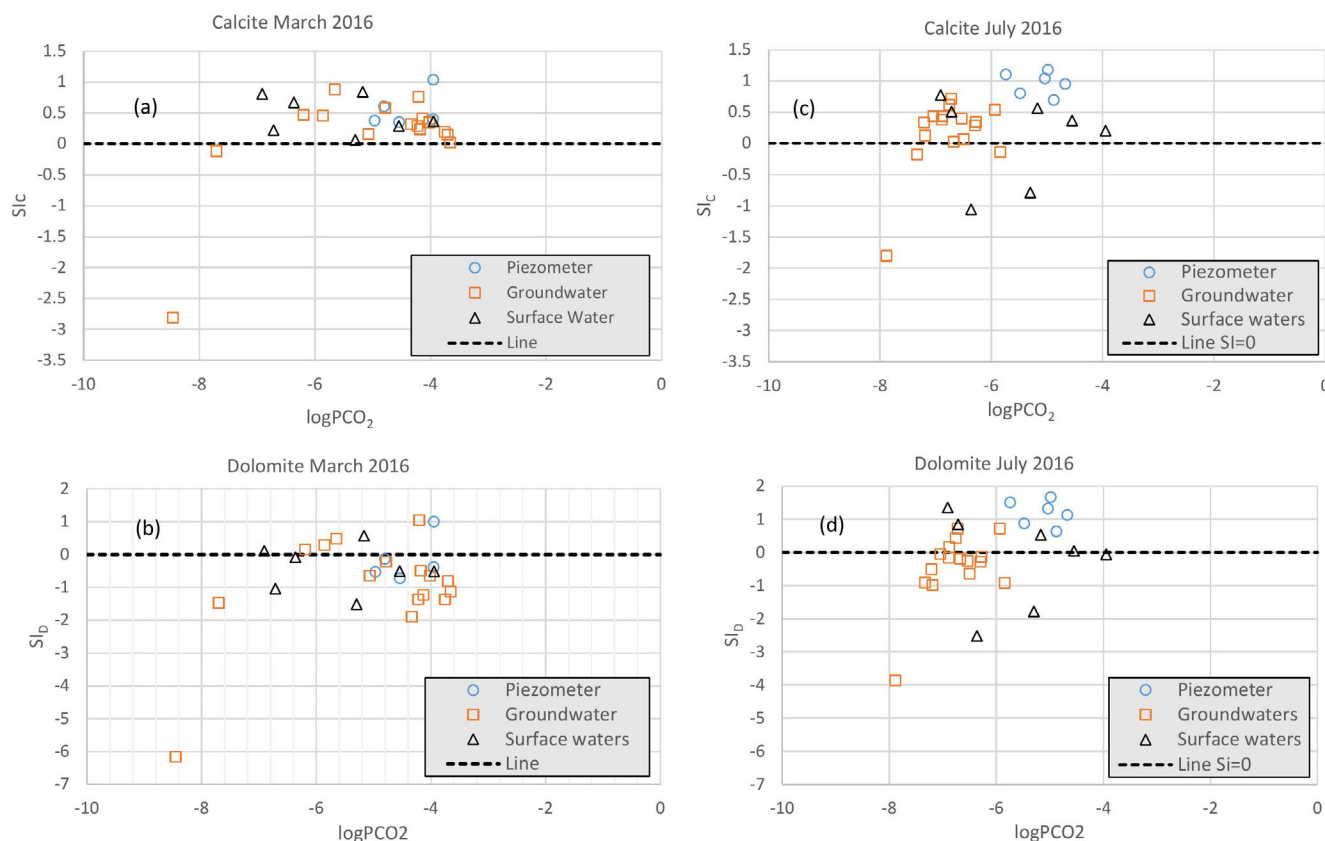 Calcite March 2016
1.5
1
0.5
0
-0.5
-1
-1.5
-2
-2.5
-3
-3.5
SIc
(a)
Piezometer
Groundwater
Surface Water
Line
-10 -8 -6 -4 -2 0
logPCO₂
Calcite July 2016
1.5
1
0.5
0
-0.5
-1
-1.5
-2
-2.5
-3
-3.5
SI_C
(c)
Piezometer
Groundwater
Surface waters
Line SI=0
-10 -8 -6 -4 -2 0
logPCO₂
Dolomite March 2016
2
1
0
-1
-2
-3
-4
-5
-6
-7
SI_D
(b)
Piezometer
Groundwater
Surface waters
Line
-10 -8 -6 -4 -2 0
logPCO2
Dolomite July 2016
2
1
0
-1
-2
-3
-4
-5
-6
-7
SI_D
(d)
Piezometer
Groundwaters
Surface waters
Line Si=0
-10 -8 -6 -4 -2 0
logPCO2